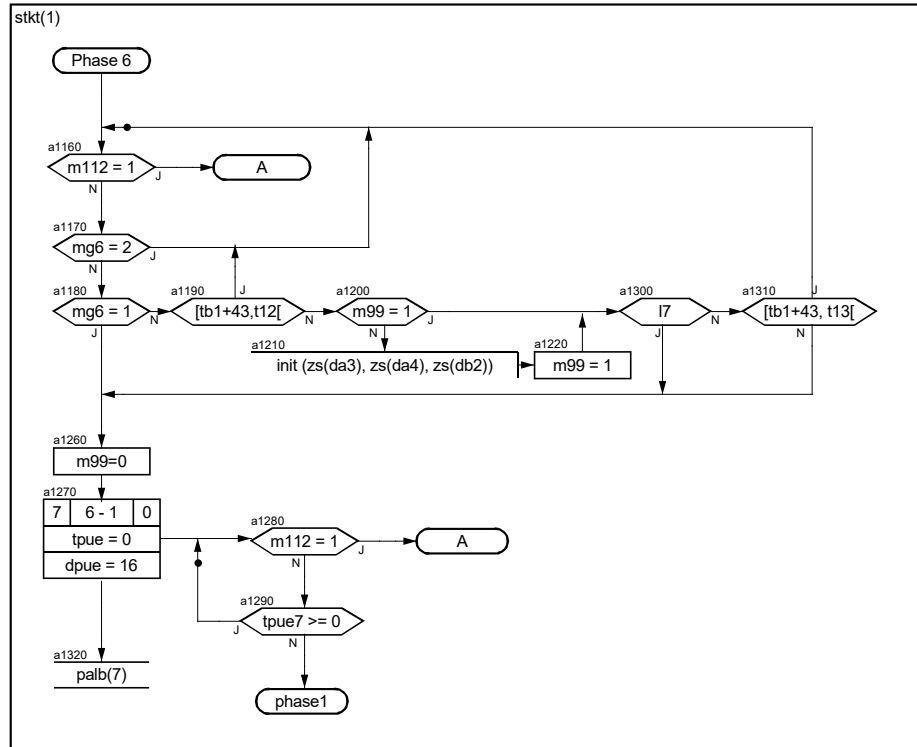 stkt(1)
Phase 6
a1160
m112 = 1
J
N
A
a1170
mg6 = 2
J
N
a1180
mg6 = 1
N
J
a1190
[tb1+43,t12[
J
N
a1200
m99 = 1
J
N
a1210
init (zs(da3), zs(da4), zs(db2))
a1220
m99 = 1
a1300
l7
N
J
a1310
[tb1+43, t13[
J
N
a1260
m99=0
a1270
7 6 - 1 0
tpue = 0
dpue = 16
a1280
m112 = 1
J
N
A
a1290
tpue7 >= 0
J
N
a1320
palb(7)
phase1